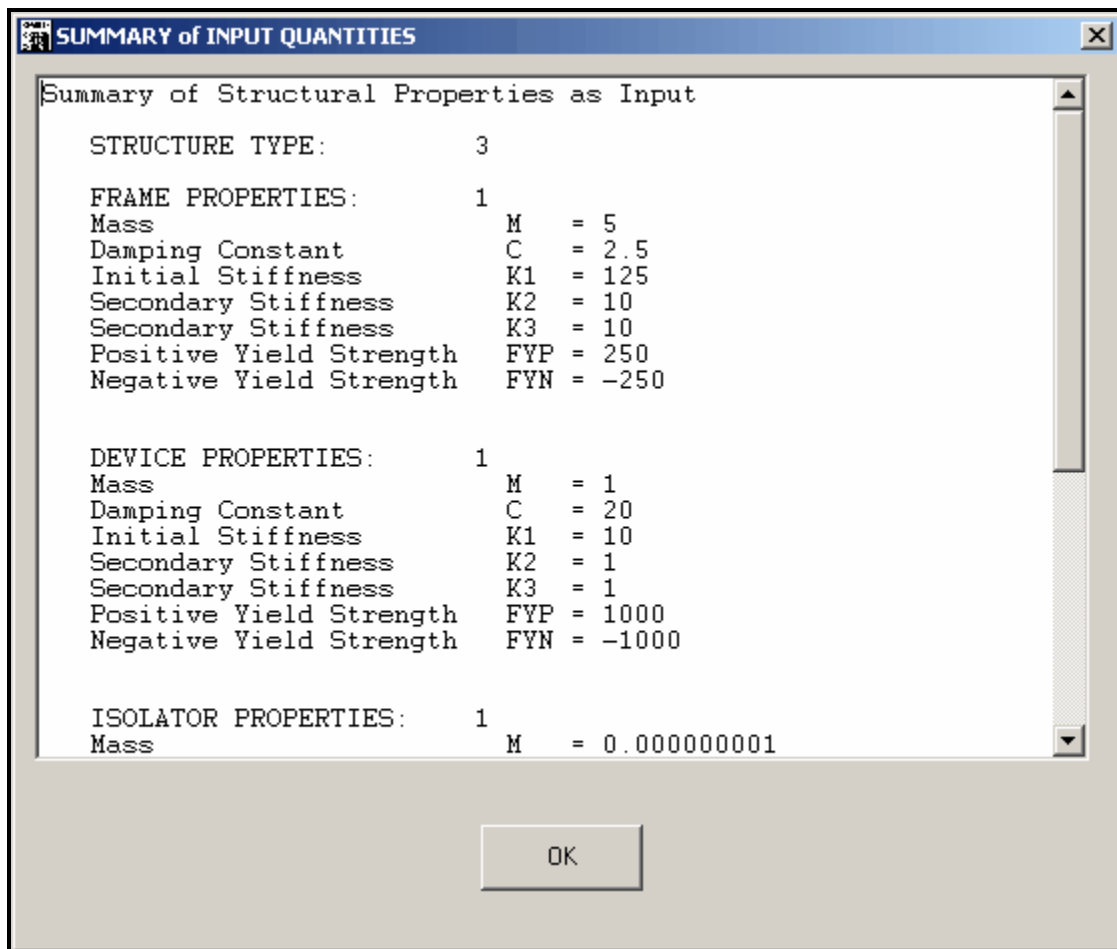 SUMMARY of INPUT QUANTITIES
Summary of Structural Properties as Input
STRUCTURE TYPE: 3
FRAME PROPERTIES: 1
Mass M = 5
Damping Constant C = 2.5
Initial Stiffness K1 = 125
Secondary Stiffness K2 = 10
Secondary Stiffness K3 = 10
Positive Yield Strength FYP = 250
Negative Yield Strength FYN = -250
DEVICE PROPERTIES: 1
Mass M = 1
Damping Constant C = 20
Initial Stiffness K1 = 10
Secondary Stiffness K2 = 1
Secondary Stiffness K3 = 1
Positive Yield Strength FYP = 1000
Negative Yield Strength FYN = -1000
ISOLATOR PROPERTIES: 1
Mass M = 0.000000001
OK